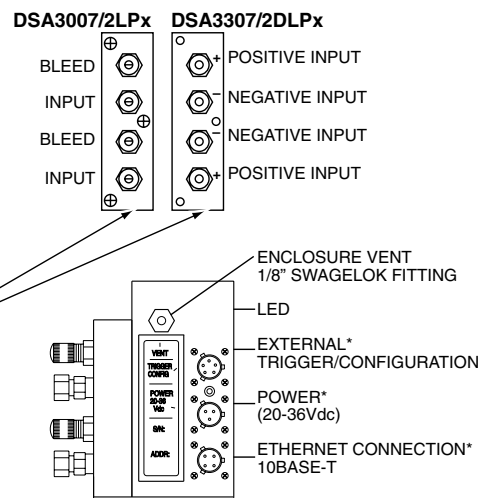 DSA3007/2LPx DSA3307/2DLPx
BLEED
INPUT
BLEED
INPUT
+ POSITIVE INPUT
− NEGATIVE INPUT
− NEGATIVE INPUT
+ POSITIVE INPUT
ENCLOSURE VENT
1/8" SWAGELOK FITTING
LED
EXTERNAL*
TRIGGER/CONFIGURATION
POWER*
(20-36Vdc)
ETHERNET CONNECTION*
10BASE-T
VENT
TRIGGER
CONFIG
POWER
20-36
Vdc
S/N:
ADDR: